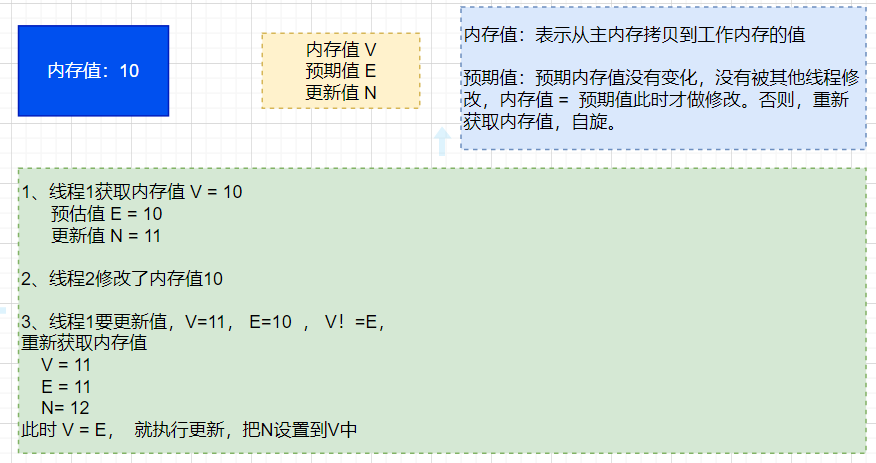 内存值：10
内存值 V
预期值 E
更新值 N
内存值：表示从主内存拷贝到工作内存的值
预期值：预期内存值没有变化，没有被其他线程修
改，内存值 = 预期值此时才做修改。否则，重新
获取内存值，自旋。
1、线程1获取内存值 V = 10
预估值 E = 10
更新值 N = 11
2、线程2修改了内存值10
3、线程1要更新值，V=11， E=10 ， V！=E，
重新获取内存值
V = 11
E = 11
N= 12
此时 V = E， 就执行更新，把N设置到V中